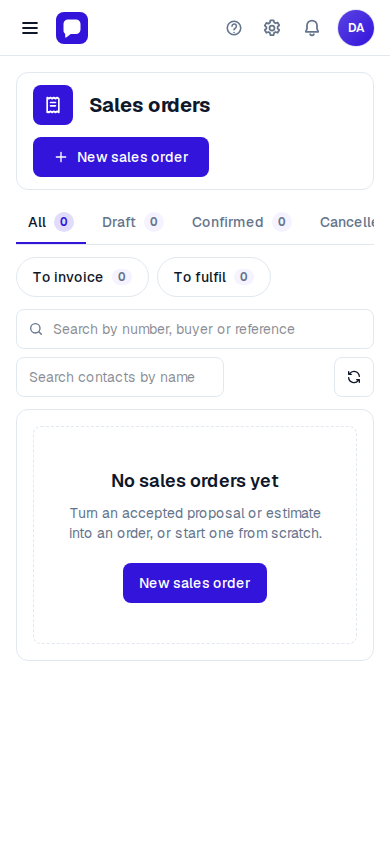 DA
Sales orders
New sales order
All 0 Draft 0 Confirmed 0 Cancelle
To invoice 0 To fulfil 0
Search by number, buyer or reference
Search contacts by name
No sales orders yet
Turn an accepted proposal or estimate
into an order, or start one from scratch.
New sales order